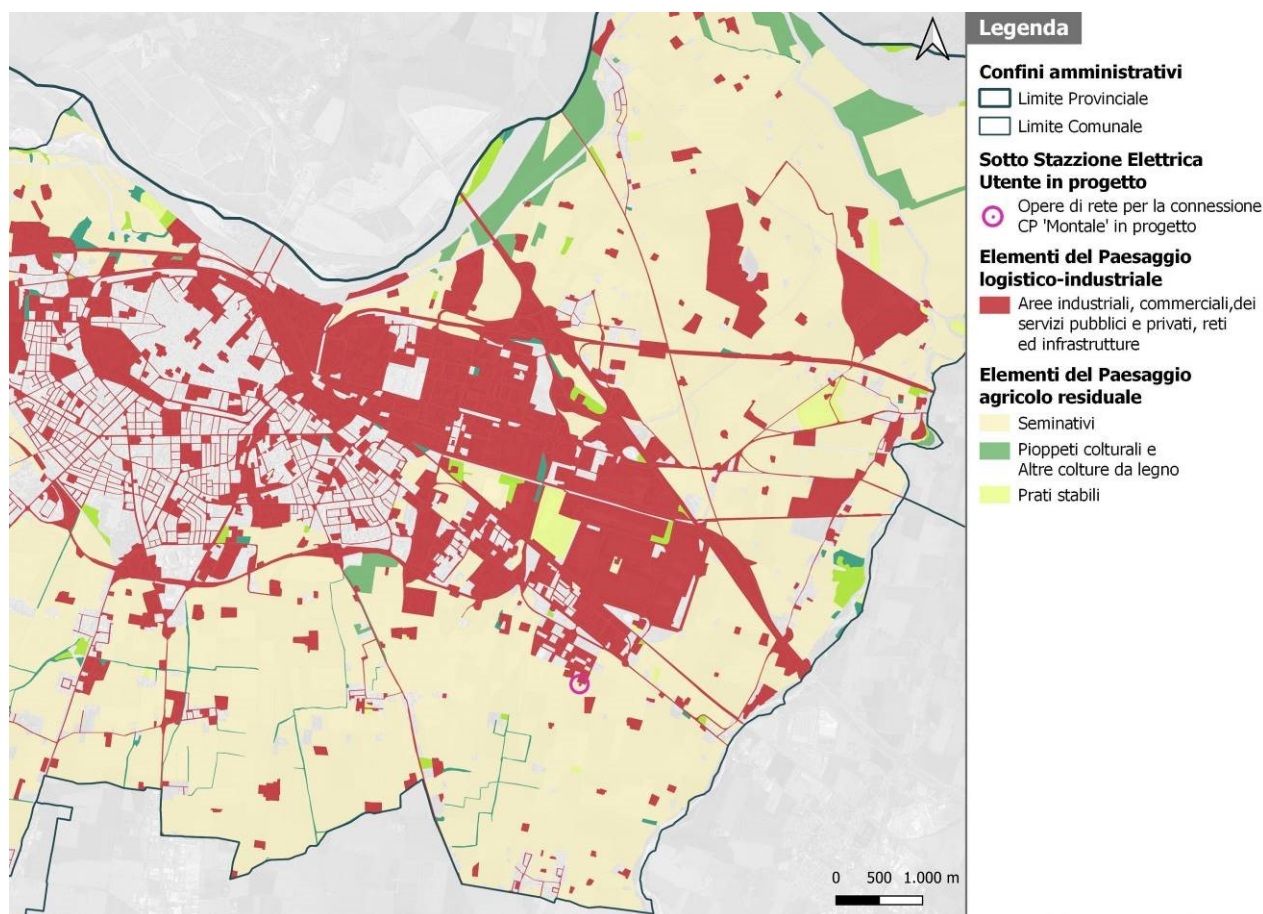 Legenda
Confini amministrativi
Limite Provinciale
Limite Comunale
Sotto Stazzione Elettrica
Utente in progetto
Opere di rete per la connessione
CP 'Montale' in progetto
Elementi del Paesaggio
logistico-industriale
Aree industriali, commerciali,dei
servizi pubblici e privati, reti
ed infrastrutture
Elementi del Paesaggio
agricolo residuale
Seminativi
Pioppeti colturali e
Altre colture da legno
Prati stabili
0 500 1.000 m